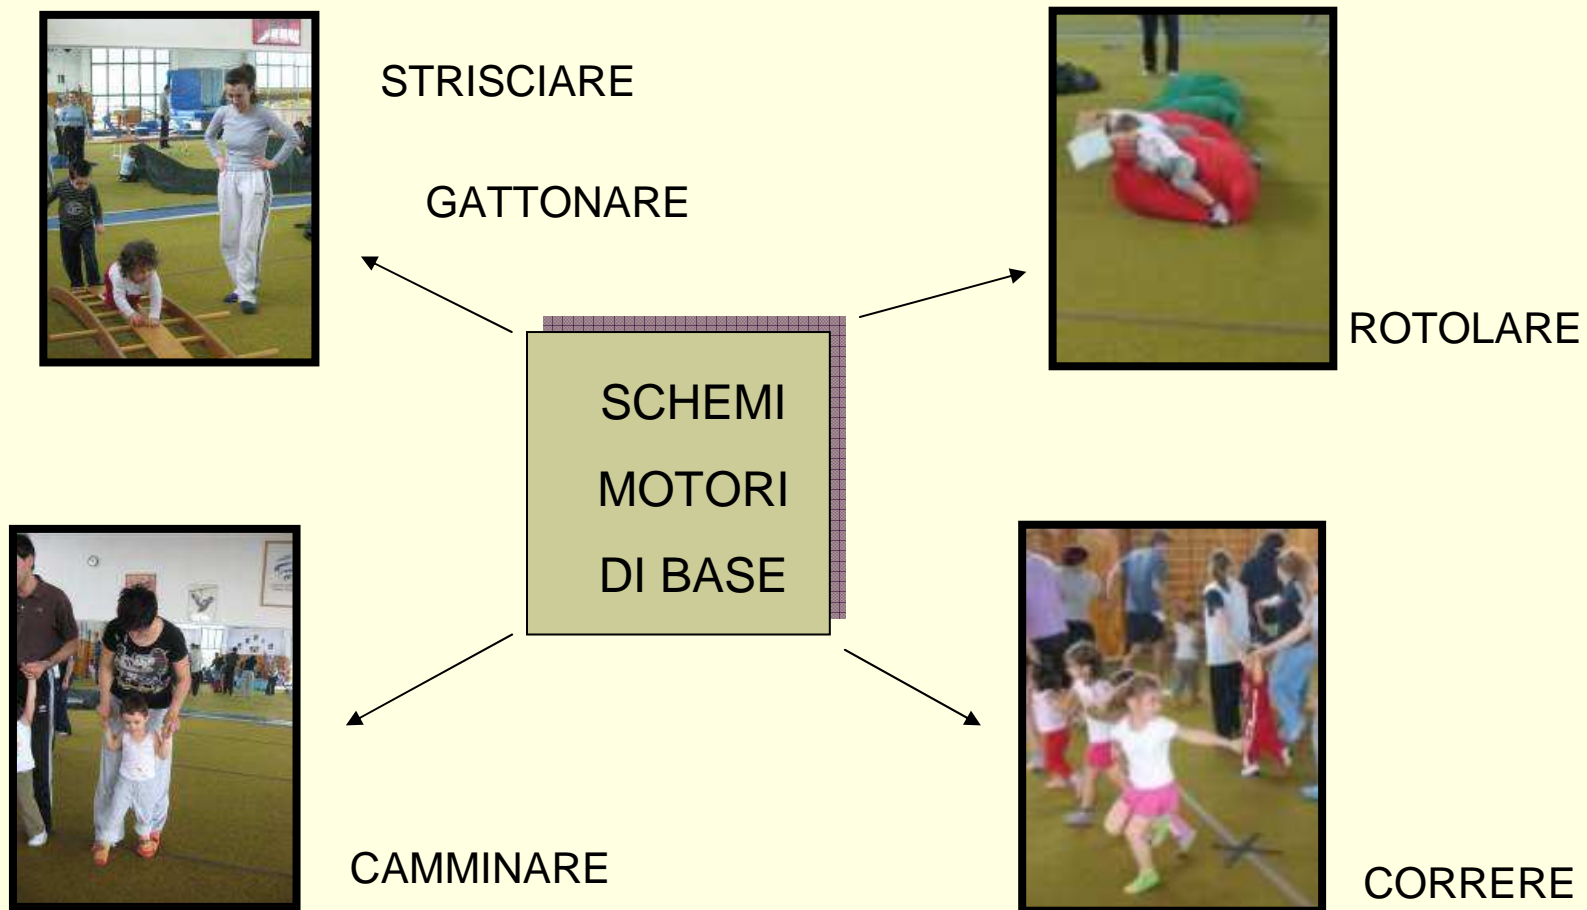 STRISCIARE
GATTONARE
ROTOLARE
SCHEMI
MOTORI
DI BASE
CAMMINARE
CORRERE